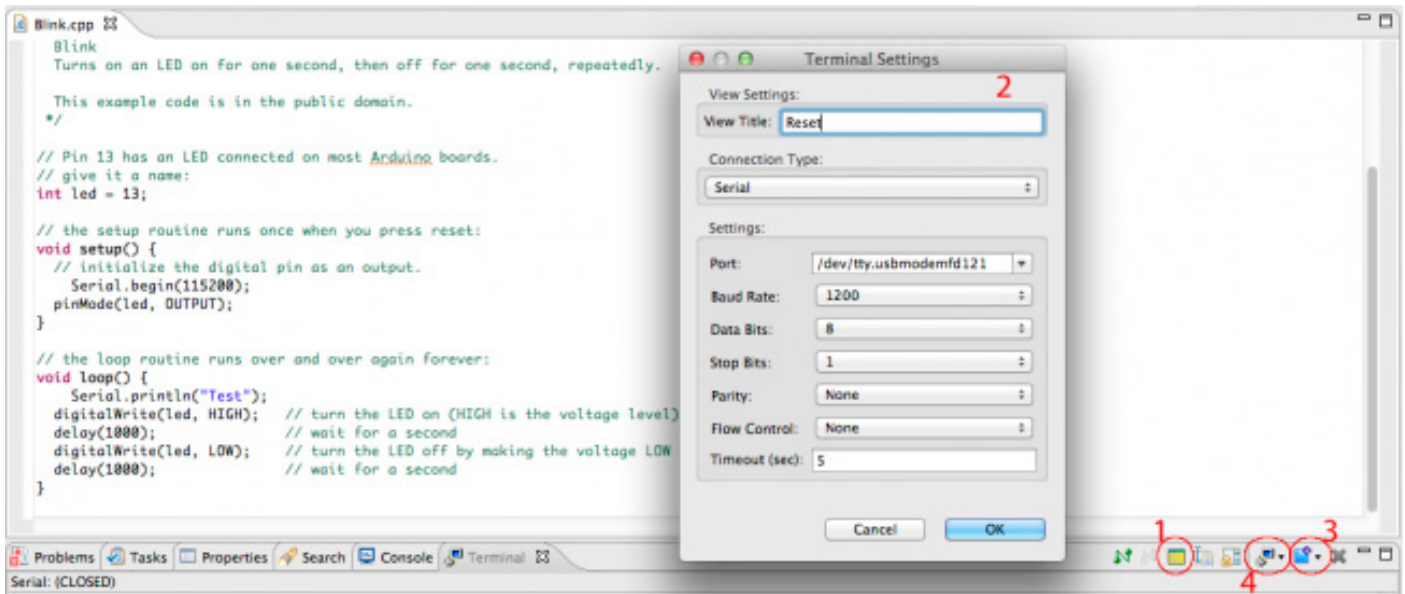 Blink.cpp
Blink
Turns on an LED on for one second, then off for one second, repeatedly.
This example code is in the public domain.
*/
// Pin 13 has an LED connected on most Arduino boards.
// give it a name:
int led = 13;
// the setup routine runs once when you press reset:
void setup() {
// initialize the digital pin as an output.
Serial.begin(115200);
pinMode(led, OUTPUT);
}
// the loop routine runs over and over again forever:
void loop() {
Serial.println("Test");
digitalWrite(led, HIGH);   // turn the LED on (HIGH is the voltage level)
delay(1000);               // wait for a second
digitalWrite(led, LOW);    // turn the LED off by making the voltage LOW
delay(1000);               // wait for a second
}
Terminal Settings
2
View Settings:
View Title: Reset
Connection Type:
Serial
Settings:
Port: /dev/tty.usbmodemfd121
Baud Rate: 1200
Data Bits: 8
Stop Bits: 1
Parity: None
Flow Control: None
Timeout (sec): 5
Cancel OK
1 3
Problems Tasks Properties Search Console Terminal
4
Serial: (CLOSED)